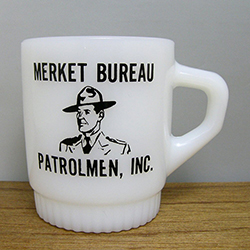 MERKET BUREAU
PATROLMEN, INC.